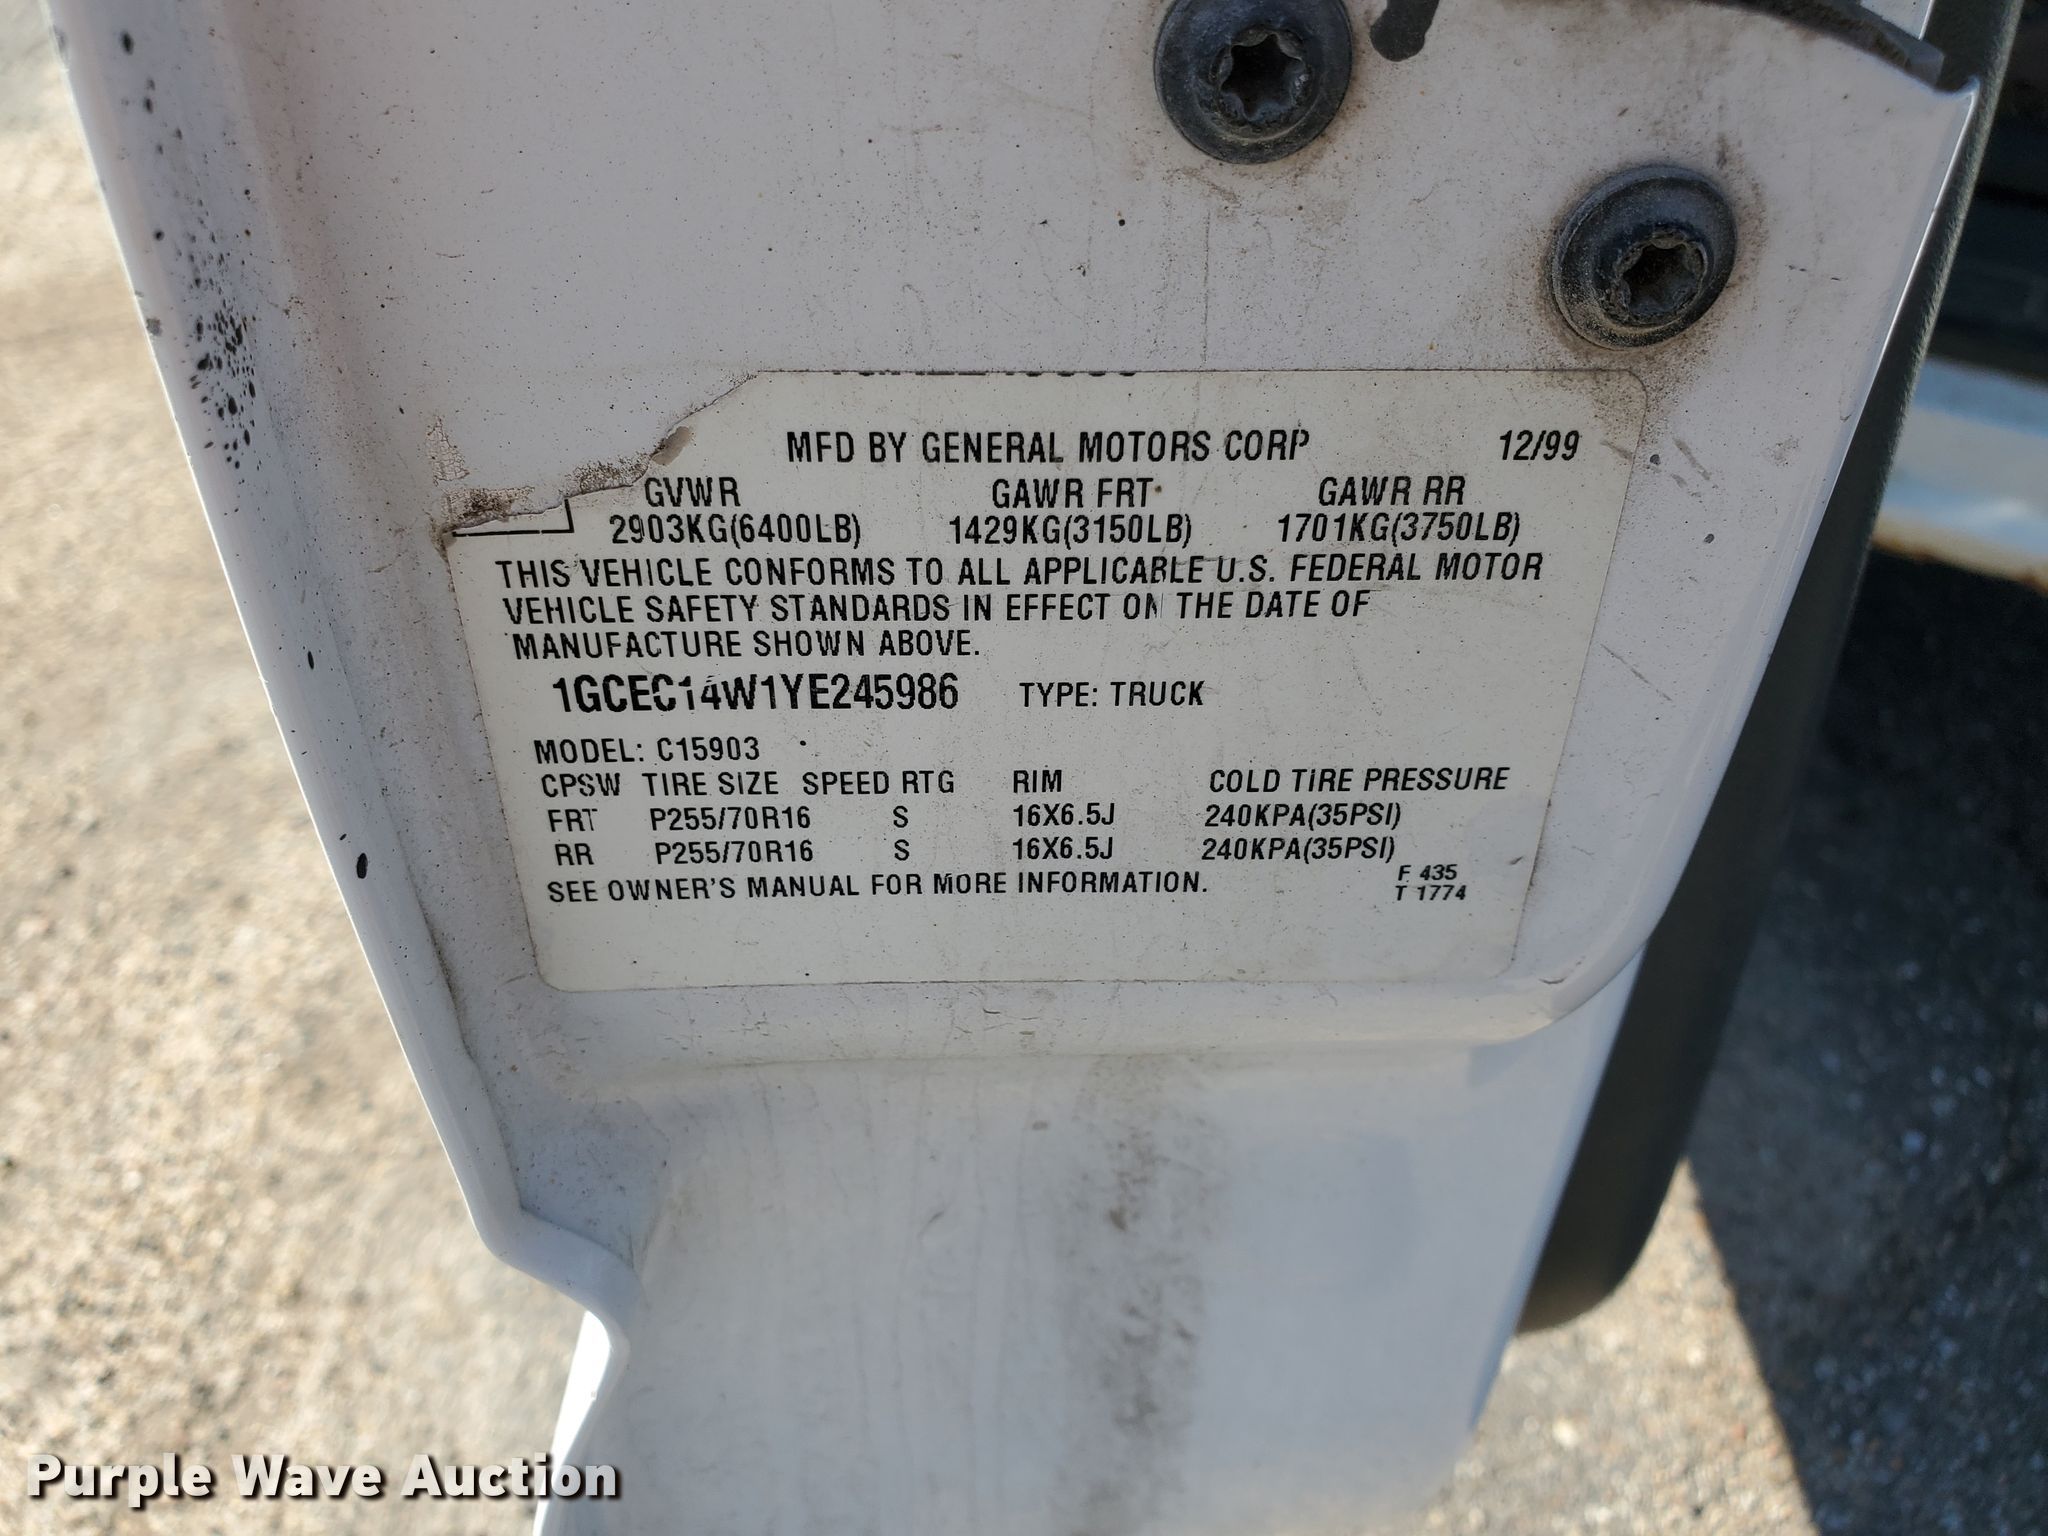 MFD BY GENERAL MOTORS CORP 12/99
GVWR GAWR FRT GAWR RR
2903KG(6400LB) 1429KG(3150LB) 1701KG(3750LB)
THIS VEHICLE CONFORMS TO ALL APPLICABLE U.S. FEDERAL MOTOR
VEHICLE SAFETY STANDARDS IN EFFECT ON THE DATE OF
MANUFACTURE SHOWN ABOVE.
1GCEC14W1YE245986 TYPE: TRUCK
MODEL: C15903
CPSW TIRE SIZE SPEED RTG RIM COLD TIRE PRESSURE
FRT P255/70R16 S 16X6.5J 240KPA(35PSI)
RR P255/70R16 S 16X6.5J 240KPA(35PSI)
SEE OWNER'S MANUAL FOR MORE INFORMATION.
F 435
T 1774
Purple Wave Auction